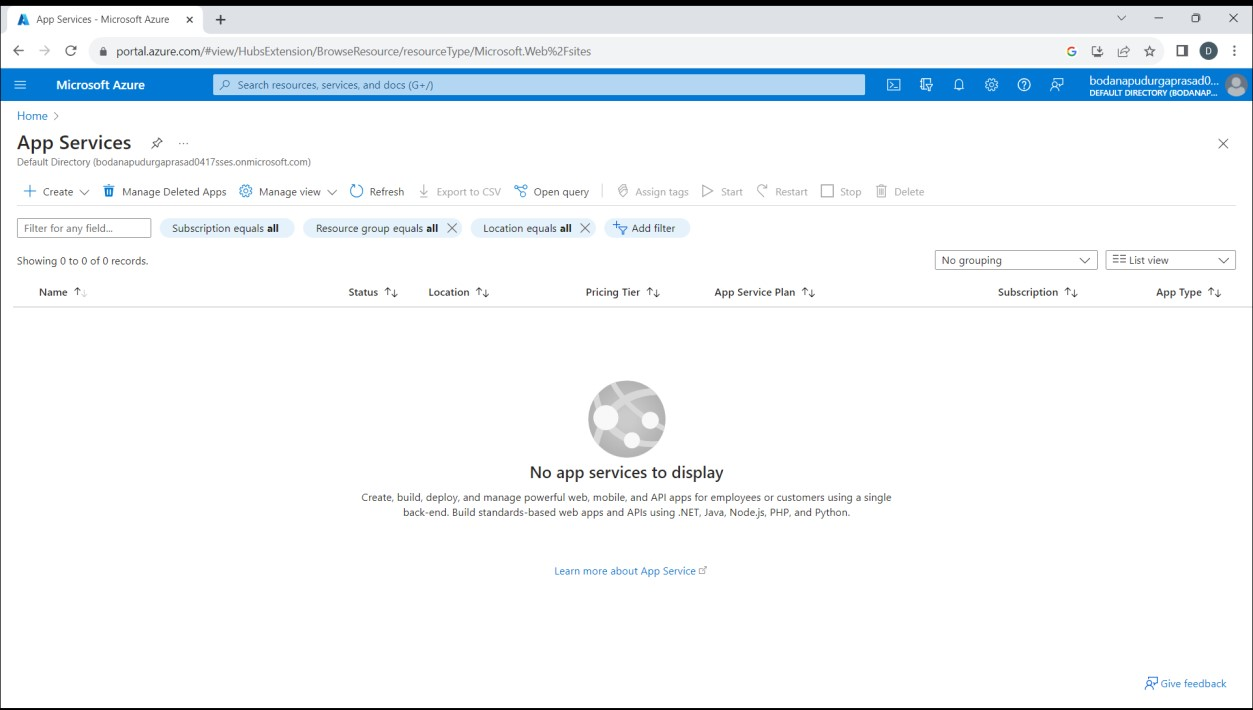 App Services - Microsoft Azure
portal.azure.com/#view/HubsExtension/BrowseResource/resourceType/Microsoft.Web%2Fsites
G
D
Microsoft Azure
Search resources, services, and docs (G+/)
bodanapudurgaprasad0...
DEFAULT DIRECTORY (BODANAP...
Home >
App Services
...
Default Directory (bodanapudurgaprasad0417sses.onmicrosoft.com)
Create
Manage Deleted Apps
Manage view
Refresh
Export to CSV
Open query
Assign tags
Start
Restart
Stop
Delete
Filter for any field...
Subscription equals all
Resource group equals all
Location equals all
Add filter
Showing 0 to 0 of 0 records.
No grouping
List view
Name
Status
Location
Pricing Tier
App Service Plan
Subscription
App Type
No app services to display
Create, build, deploy, and manage powerful web, mobile, and API apps for employees or customers using a single
back-end. Build standards-based web apps and APIs using .NET, Java, Node.js, PHP, and Python.
Learn more about App Service
Give feedback